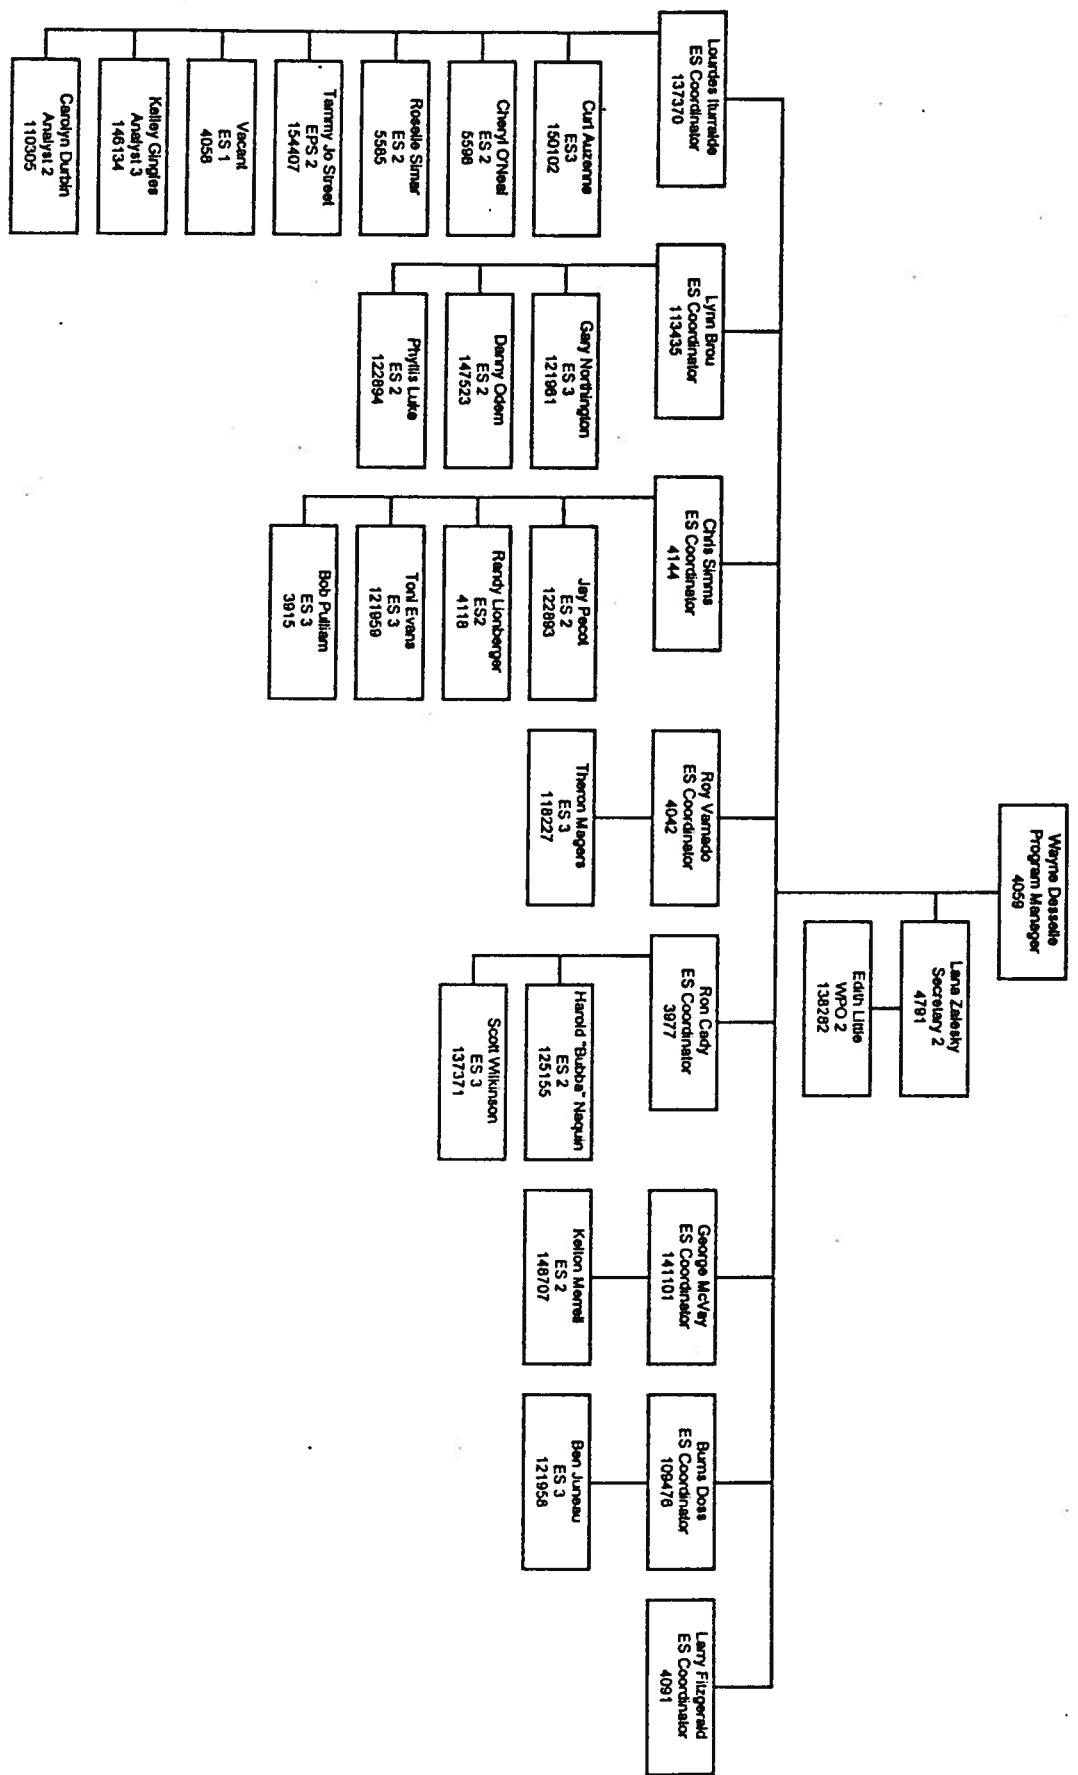 Wayne Desselle
Program Manager
4059
Lana Zalesky
Secretary 2
4791
Edith Little
WPO 2
138282
Lourdes Iturralde
ES Coordinator
137370
Curt Auzenne
ES3
150102
Cheryl O'Neal
ES 2
5596
Roselle Simar
ES 2
5585
Tammy Jo Street
EPS 2
154407
Vacant
ES 1
4058
Kelley Gingles
Analyst 3
146134
Carolyn Durbin
Analyst 2
110305
Lynn Brou
ES Coordinator
113435
Gary Northington
ES 3
121961
Danny Odem
ES 2
147523
Phyllis Luke
ES 2
122894
Chris Simms
ES Coordinator
4144
Jay Pecot
ES 2
122893
Randy Lionberger
ES2
4118
Toni Evans
ES 3
121959
Bob Pulliam
ES 3
3915
Roy Varnado
ES Coordinator
4042
Theron Magers
ES 3
118227
Ron Cady
ES Coordinator
3977
Harold "Bubba" Naquin
ES 2
125155
Scott Wilkinson
ES 3
137371
George McVay
ES Coordinator
141101
Kelton Merrell
ES 2
148707
Burns Doss
ES Coordinator
109476
Ben Juneau
ES 3
121958
Larry Fitzgerald
ES Coordinator
4091